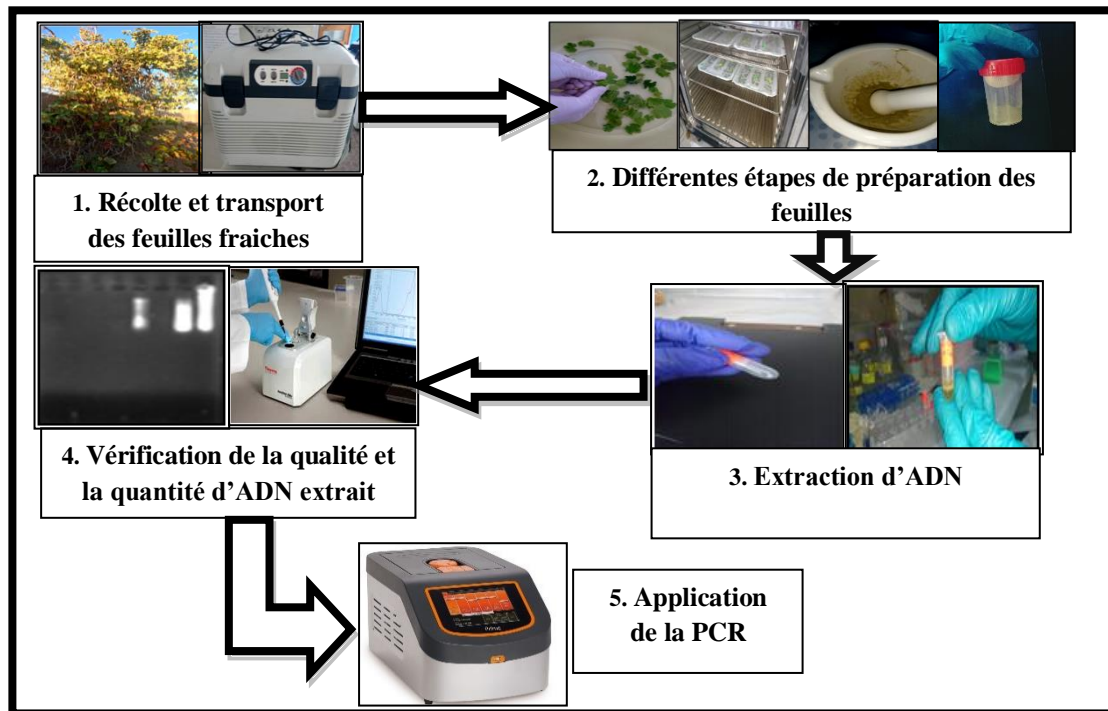 1. Récolte et transport
des feuilles fraiches
2. Différentes étapes de préparation des
feuilles
3. Extraction d'ADN
4. Vérification de la qualité et
la quantité d'ADN extrait
5. Application
de la PCR